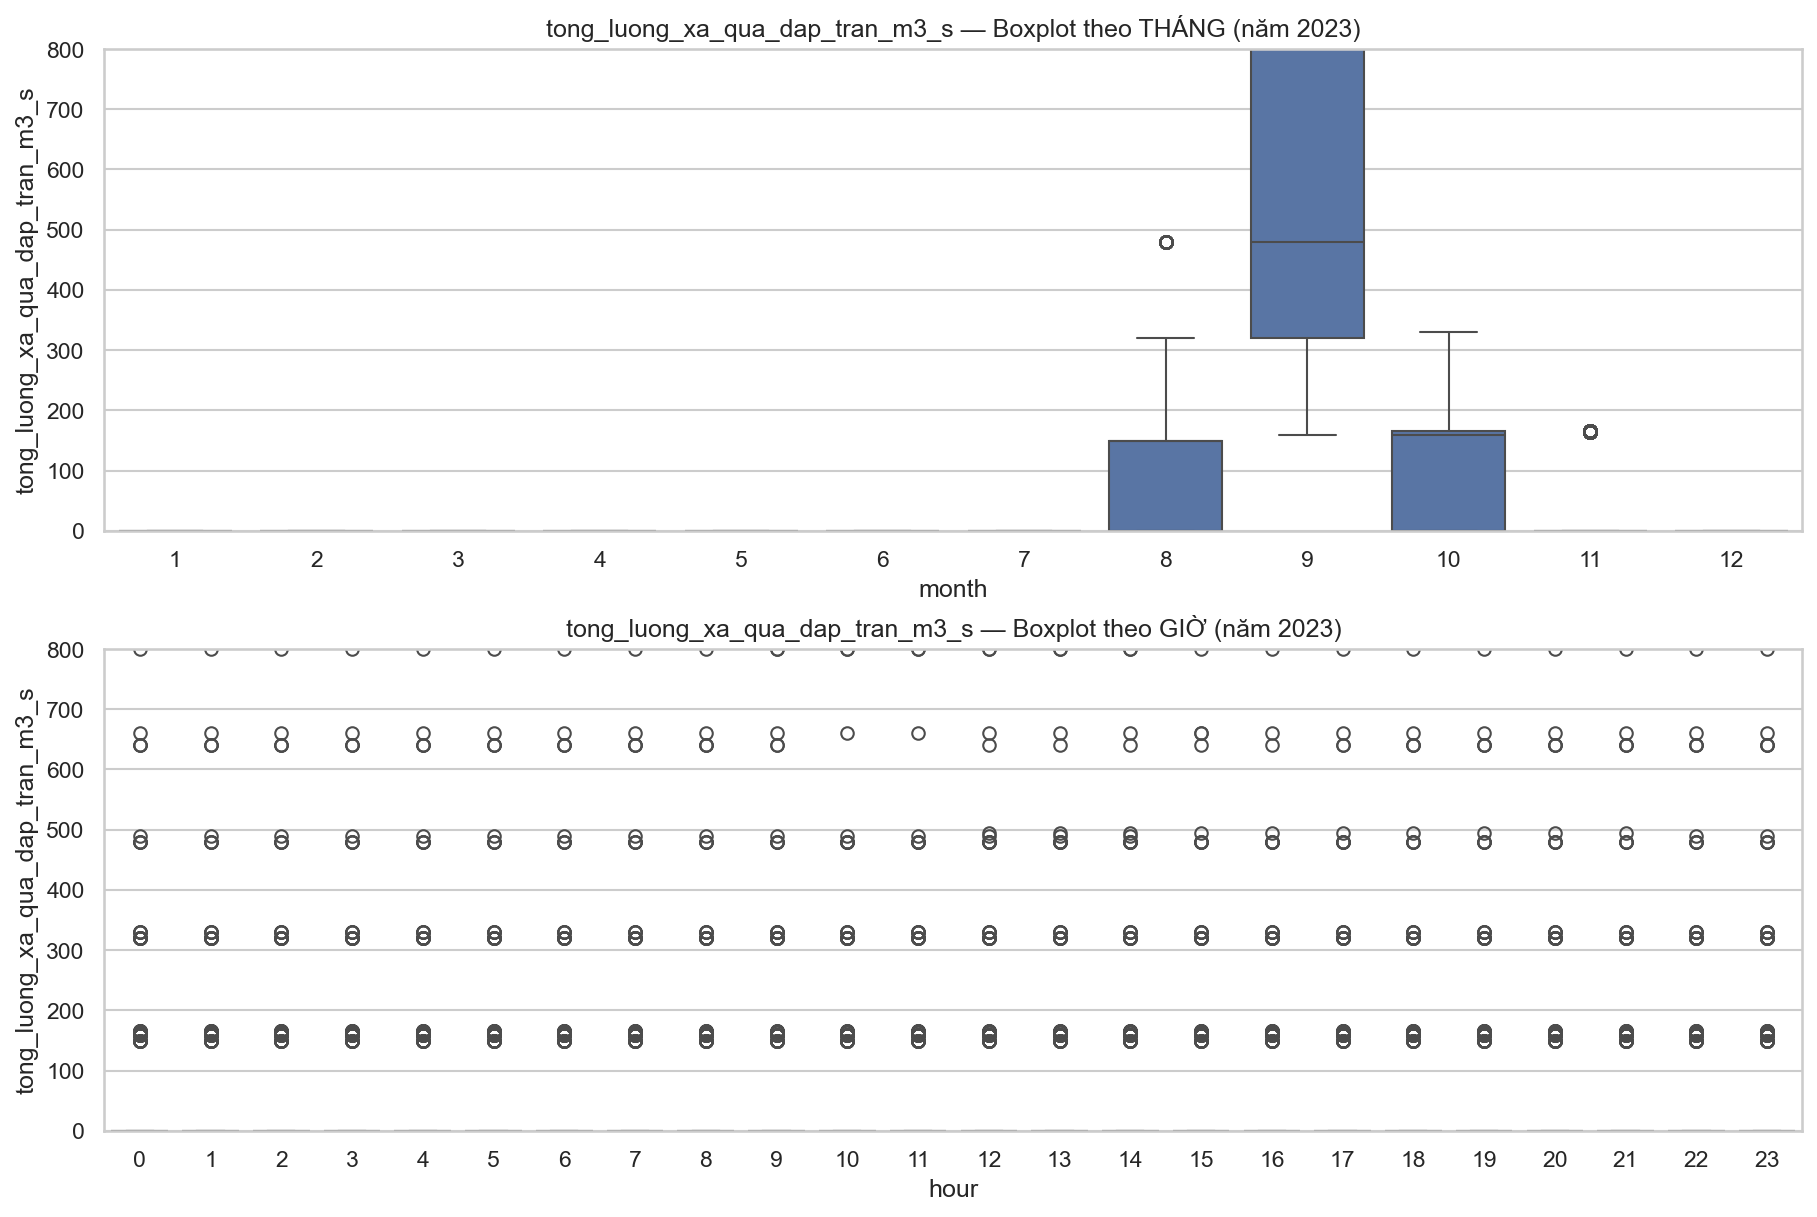 tong_luong_xa_qua_dap_tran_m3_s — Boxplot theo THÁNG (năm 2023)
tong_luong_xa_qua_dap_tran_m3_s
800
700
600
500
400
300
200
100
0
1 2 3 4 5 6 7 8 9 10 11 12
month
tong_luong_xa_qua_dap_tran_m3_s — Boxplot theo GIỜ (năm 2023)
tong_luong_xa_qua_dap_tran_m3_s
800
700
600
500
400
300
200
100
0
0 1 2 3 4 5 6 7 8 9 10 11 12 13 14 15 16 17 18 19 20 21 22 23
hour